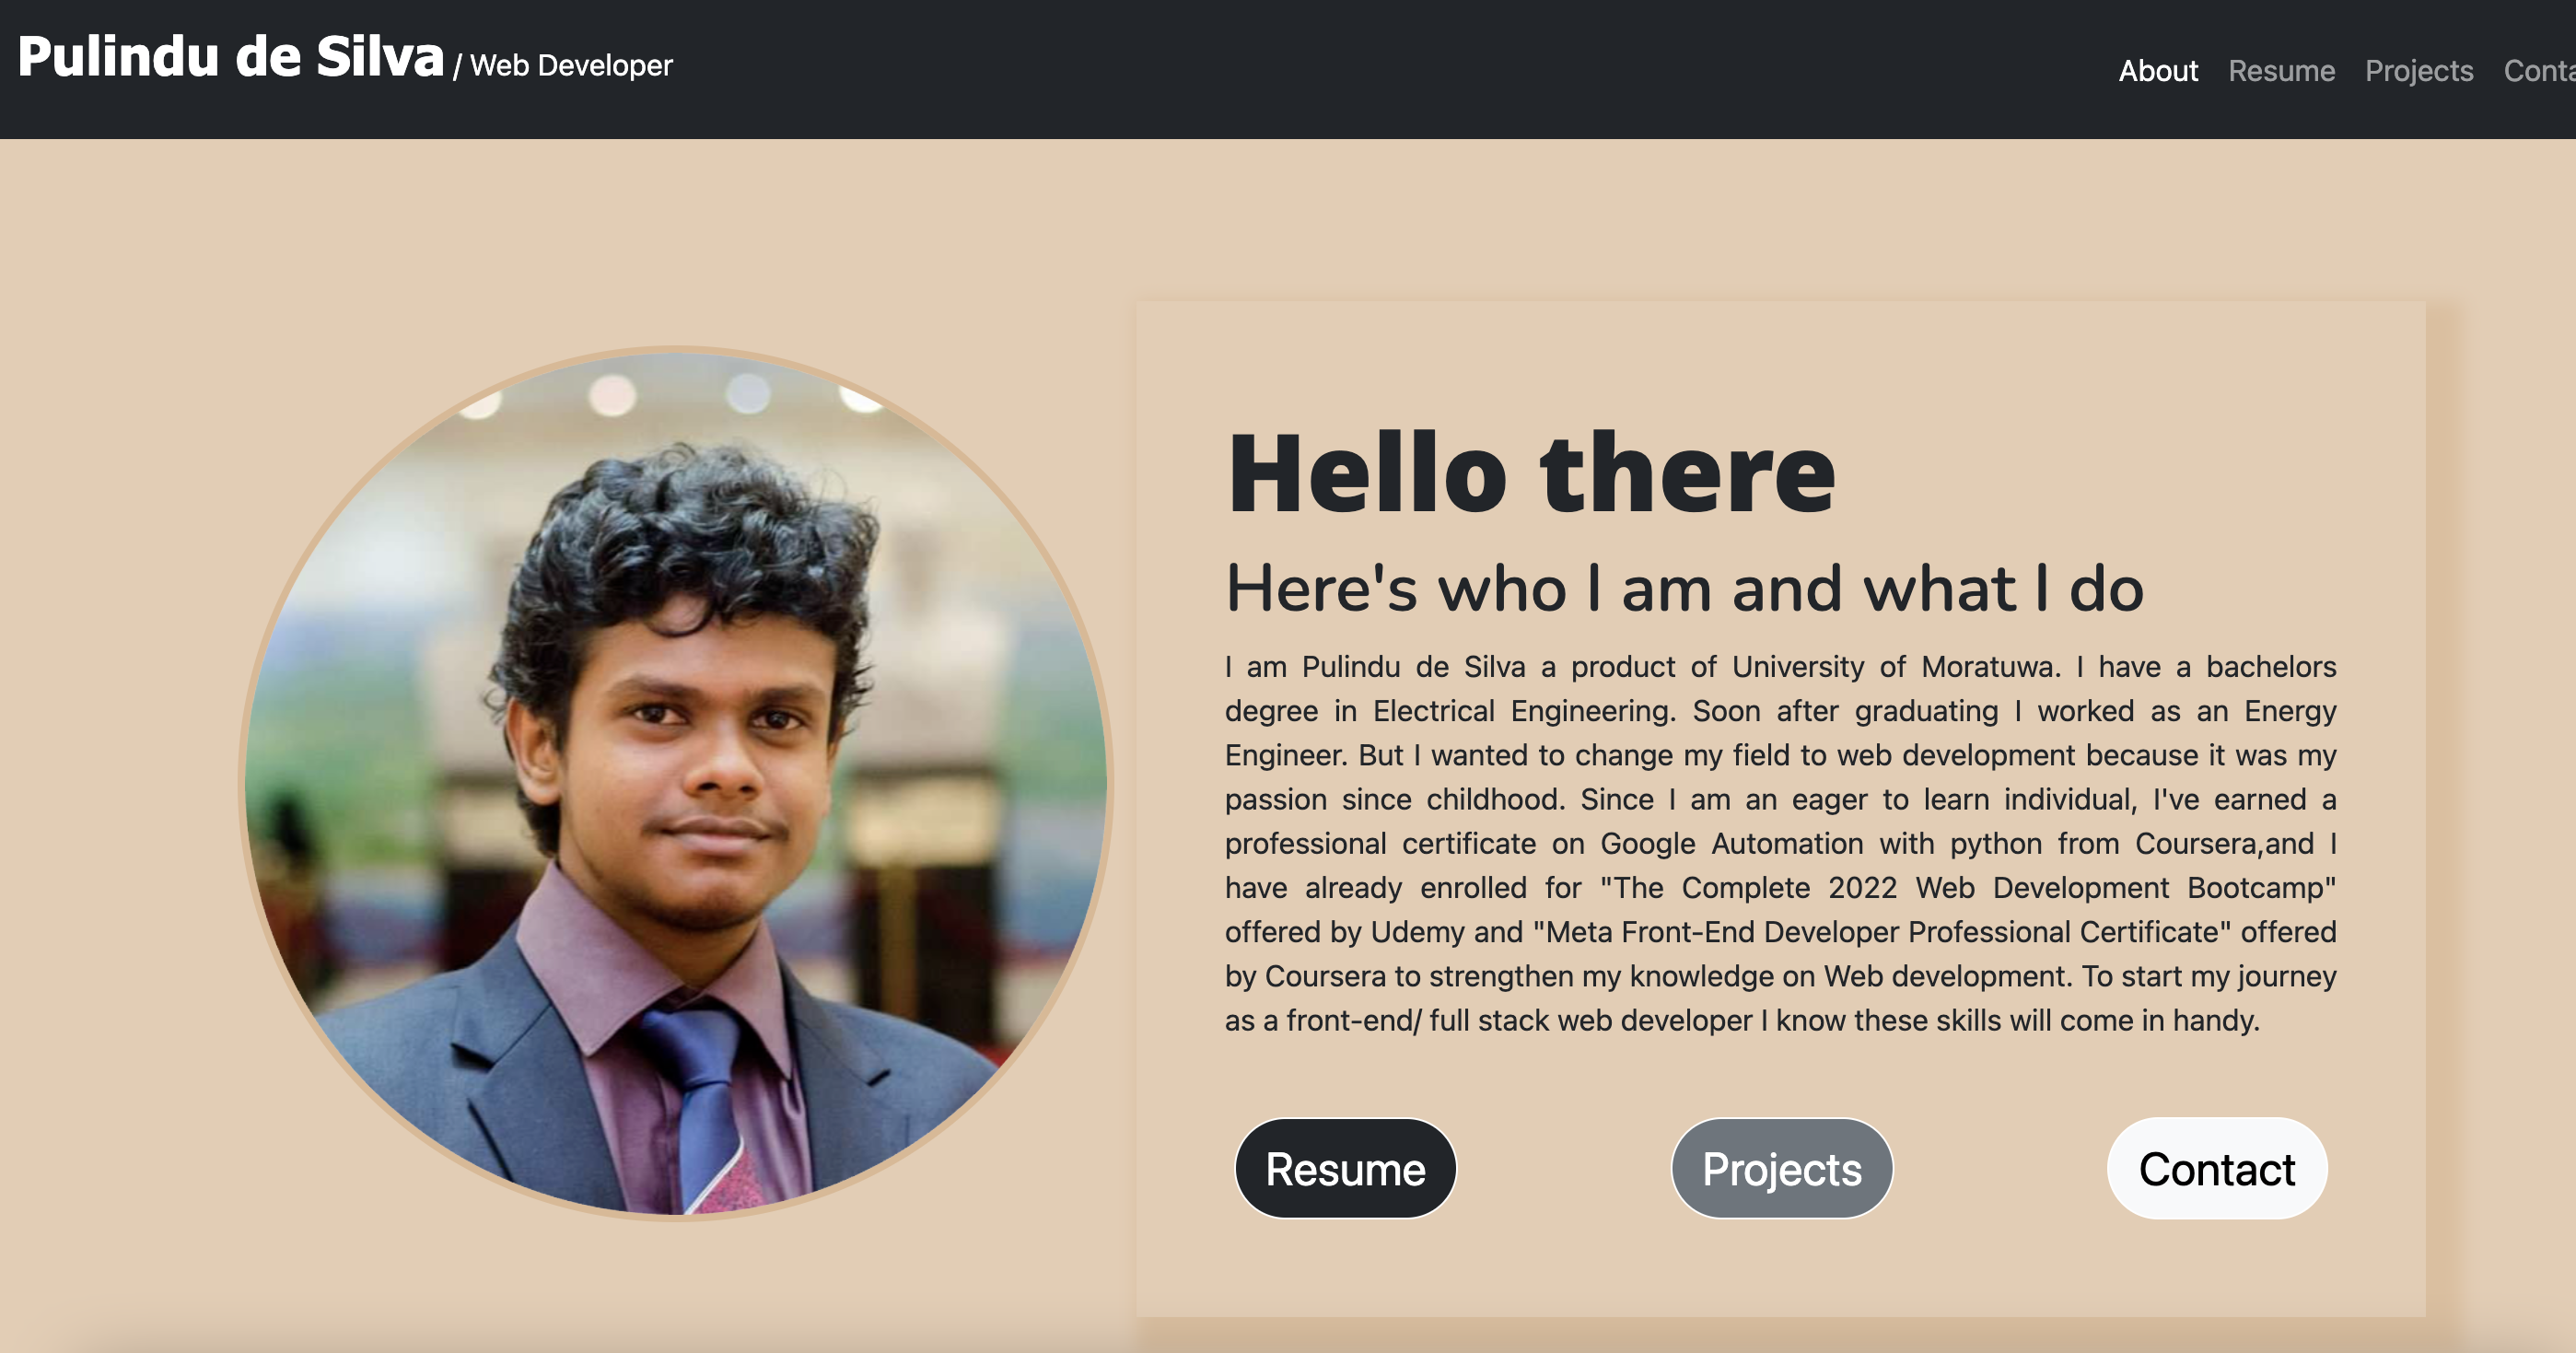 Pulindu de Silva / Web Developer
About Resume Projects Conta
Hello there
Here's who I am and what I do
I am Pulindu de Silva a product of University of Moratuwa. I have a bachelors
degree in Electrical Engineering. Soon after graduating I worked as an Energy
Engineer. But I wanted to change my field to web development because it was my
passion since childhood. Since I am an eager to learn individual, I've earned a
professional certificate on Google Automation with python from Coursera,and I
have already enrolled for "The Complete 2022 Web Development Bootcamp"
offered by Udemy and "Meta Front-End Developer Professional Certificate" offered
by Coursera to strengthen my knowledge on Web development. To start my journey
as a front-end/ full stack web developer I know these skills will come in handy.
Resume Projects Contact